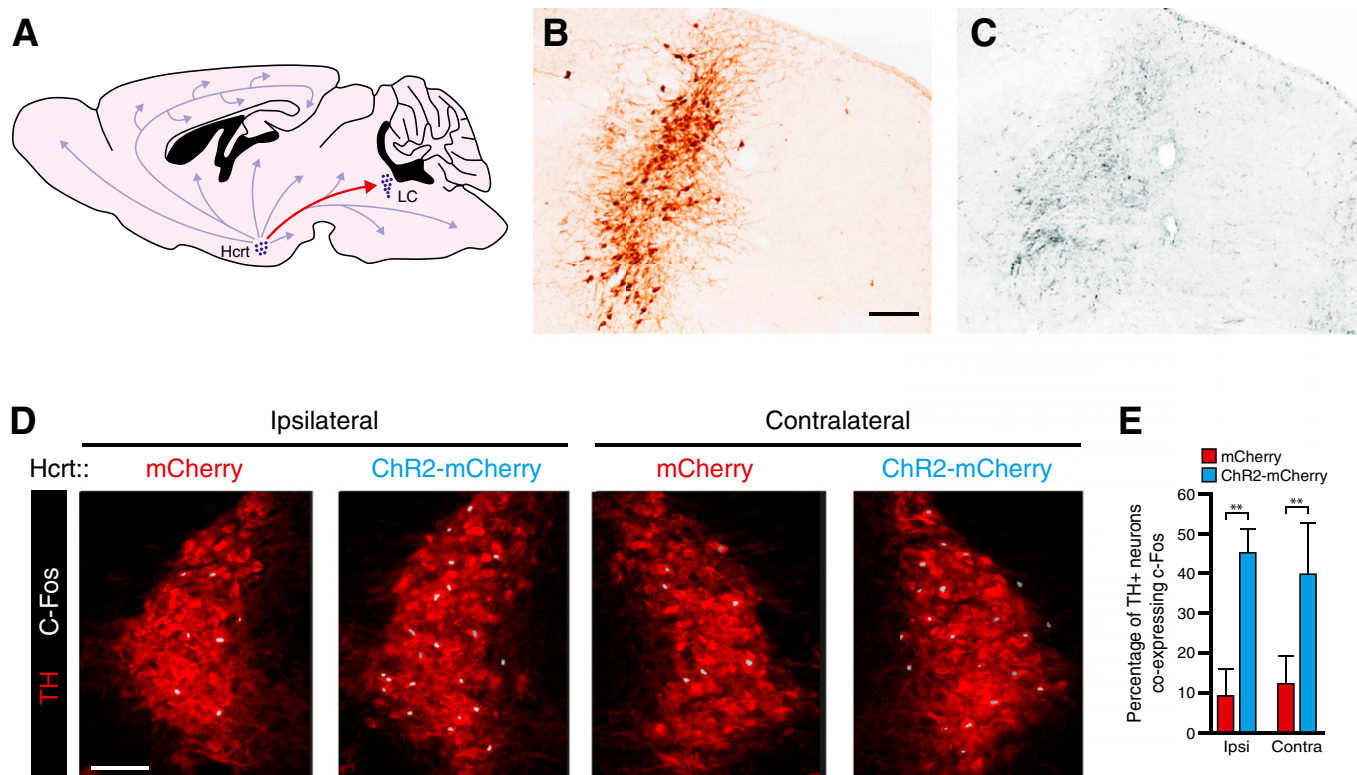 A
Hcrt
LC
B
C
D
Ipsilateral
Contralateral
Hcrt::
mCherry
ChR2-mCherry
mCherry
ChR2-mCherry
TH C-Fos
E
mCherry
ChR2-mCherry
Percentage of TH+ neurons
co-expressing c-Fos
60
50
40
30
20
10
0
**
**
Ipsi
Contra